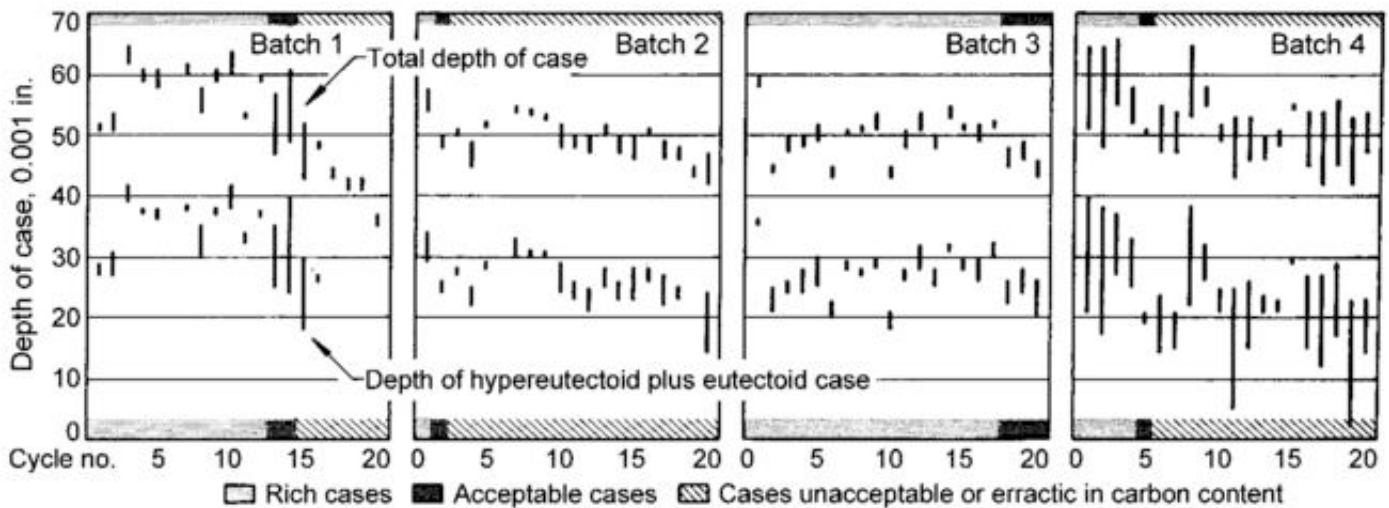 70
60
50
40
30
20
10
0
Depth of case, 0.001 in.
Batch 1
Batch 2
Batch 3
Batch 4
Total depth of case
Depth of hypereutectoid plus eutectoid case
Cycle no. 5 10 15 20 0 5 10 15 20 0 5 10 15 20 0 5 10 15 20
Rich cases Acceptable cases Cases unacceptable or erractic in carbon content